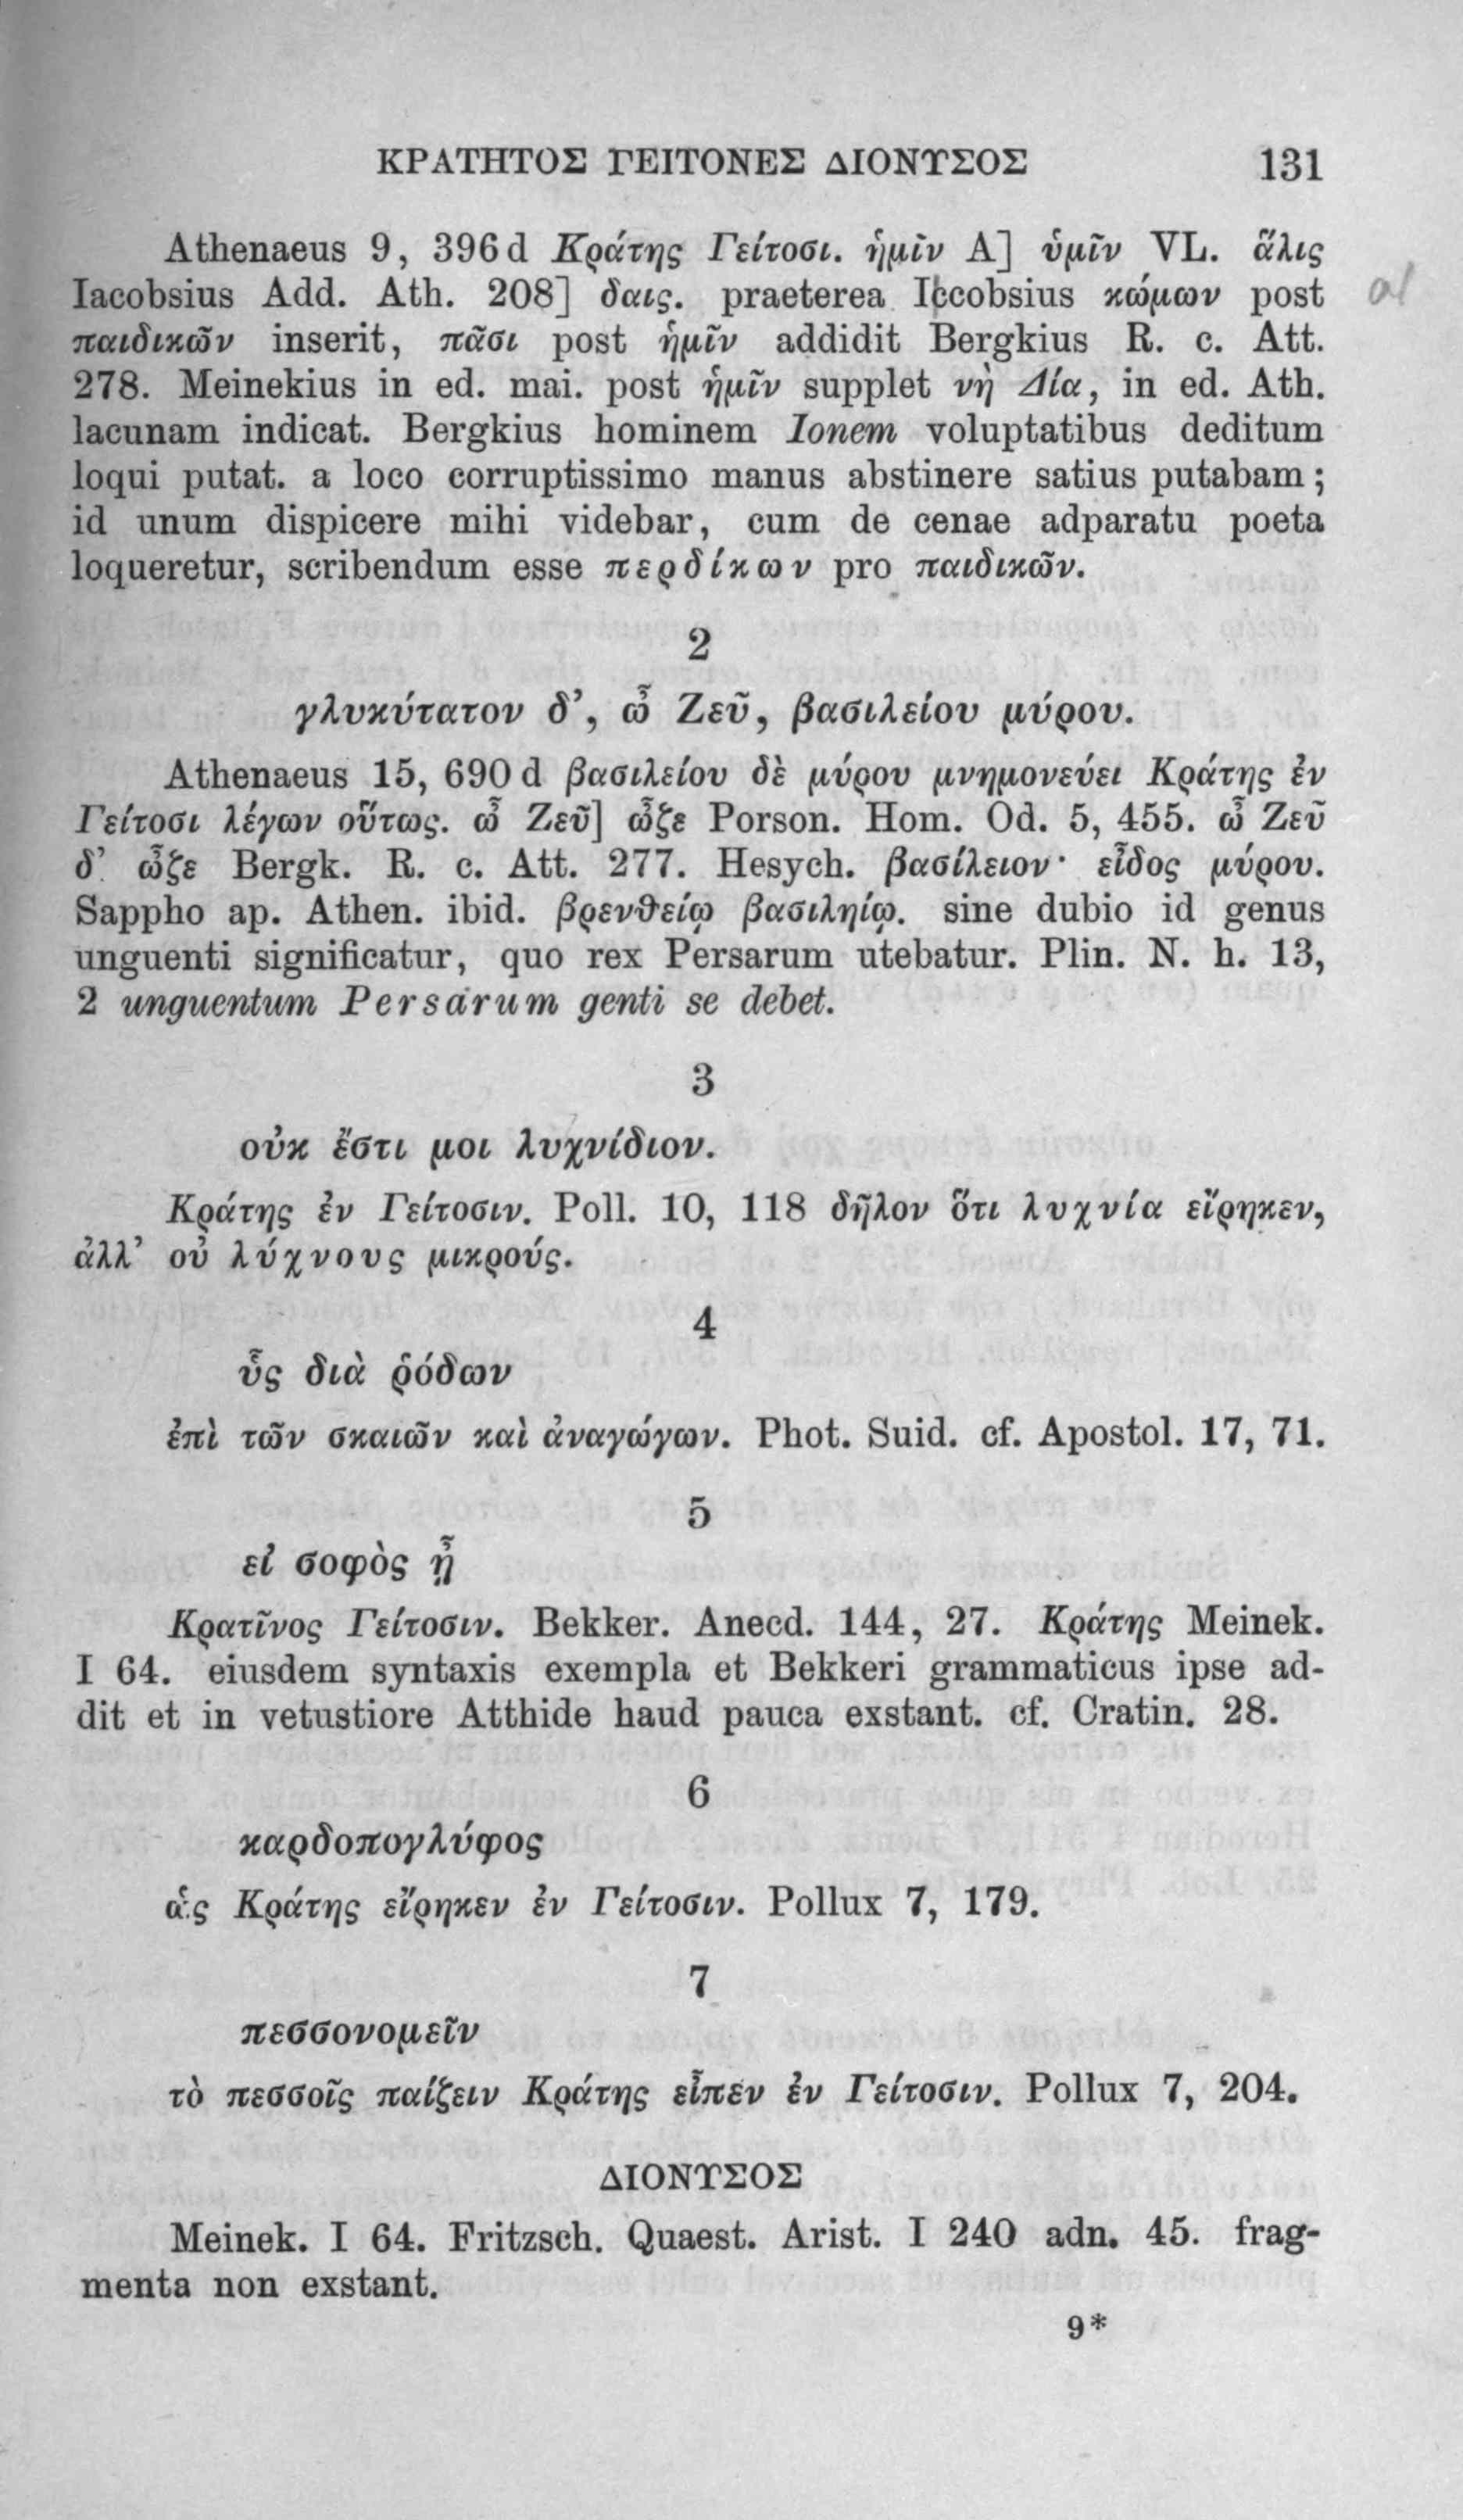 ΚΡΑΤΗΤΟΣ ΓΕΙΤΟΝΕΣ ΔΙΟΝΥΣΟΣ 131
Athenaeus 9, 396 d Κράτης Γείτοσι. ἡμὶν A] ὑμῖν VL. ἅλις
Iacobsius Add. Ath. 208] δαις. praeterea Iccobsius κώμων post
παιδικῶν inserit, πᾶσι post ἡμῖν addidit Bergkius R. c. Att.
278. Meinekius in ed. mai. post ἡμῖν supplet νὴ Δία, in ed. Ath.
lacunam indicat. Bergkius hominem Ionem voluptatibus deditum
loqui putat. a loco corruptissimo manus abstinere satius putabam;
id unum dispicere mihi videbar, cum de cenae adparatu poeta
loqueretur, scribendum esse περδίκων pro παιδικῶν.
2
γλυκύτατον δ’, ὦ Ζεῦ, βασιλείου μύρου.
Athenaeus 15, 690 d βασιλείου δὲ μύρου μνημονεύει Κράτης ἐν
Γείτοσι λέγων οὕτως. ὦ Ζεῦ] ὦζε Porson. Hom. Od. 5, 455. ὦ Ζεῦ
δ’ ὦζε Bergk. R. c. Att. 277. Hesych. βασίλειον· εἶδος μύρου.
Sappho ap. Athen. ibid. βρενθείῳ βασιληίῳ. sine dubio id genus
unguenti significatur, quo rex Persarum utebatur. Plin. N. h. 13,
2 unguentum Persarum genti se debet.
3
οὐκ ἔστι μοι λυχνίδιον.
Κράτης ἐν Γείτοσιν. Poll. 10, 118 δῆλον ὅτι λυχνία εἴρηκεν,
ἀλλ’ οὐ λύχνους μικρούς.
4
ὗς διὰ ῥόδων
ἐπὶ τῶν σκαιῶν καὶ ἀναγώγων. Phot. Suid. cf. Apostol. 17, 71.
5
εἰ σοφὸς ᾖ
Κρατῖνος Γείτοσιν. Bekker. Anecd. 144, 27. Κράτης Meinek.
I 64. eiusdem syntaxis exempla et Bekkeri grammaticus ipse ad-
dit et in vetustiore Atthide haud pauca exstant. cf. Cratin. 28.
6
καρδοπογλύφος
ἅς Κράτης εἴρηκεν ἐν Γείτοσιν. Pollux 7, 179.
7
πεσσονομεῖν
τὸ πεσσοῖς παίζειν Κράτης εἶπεν ἐν Γείτοσιν. Pollux 7, 204.
ΔΙΟΝΥΣΟΣ
Meinek. I 64. Fritzsch. Quaest. Arist. I 240 adn. 45. frag-
menta non exstant.
9*